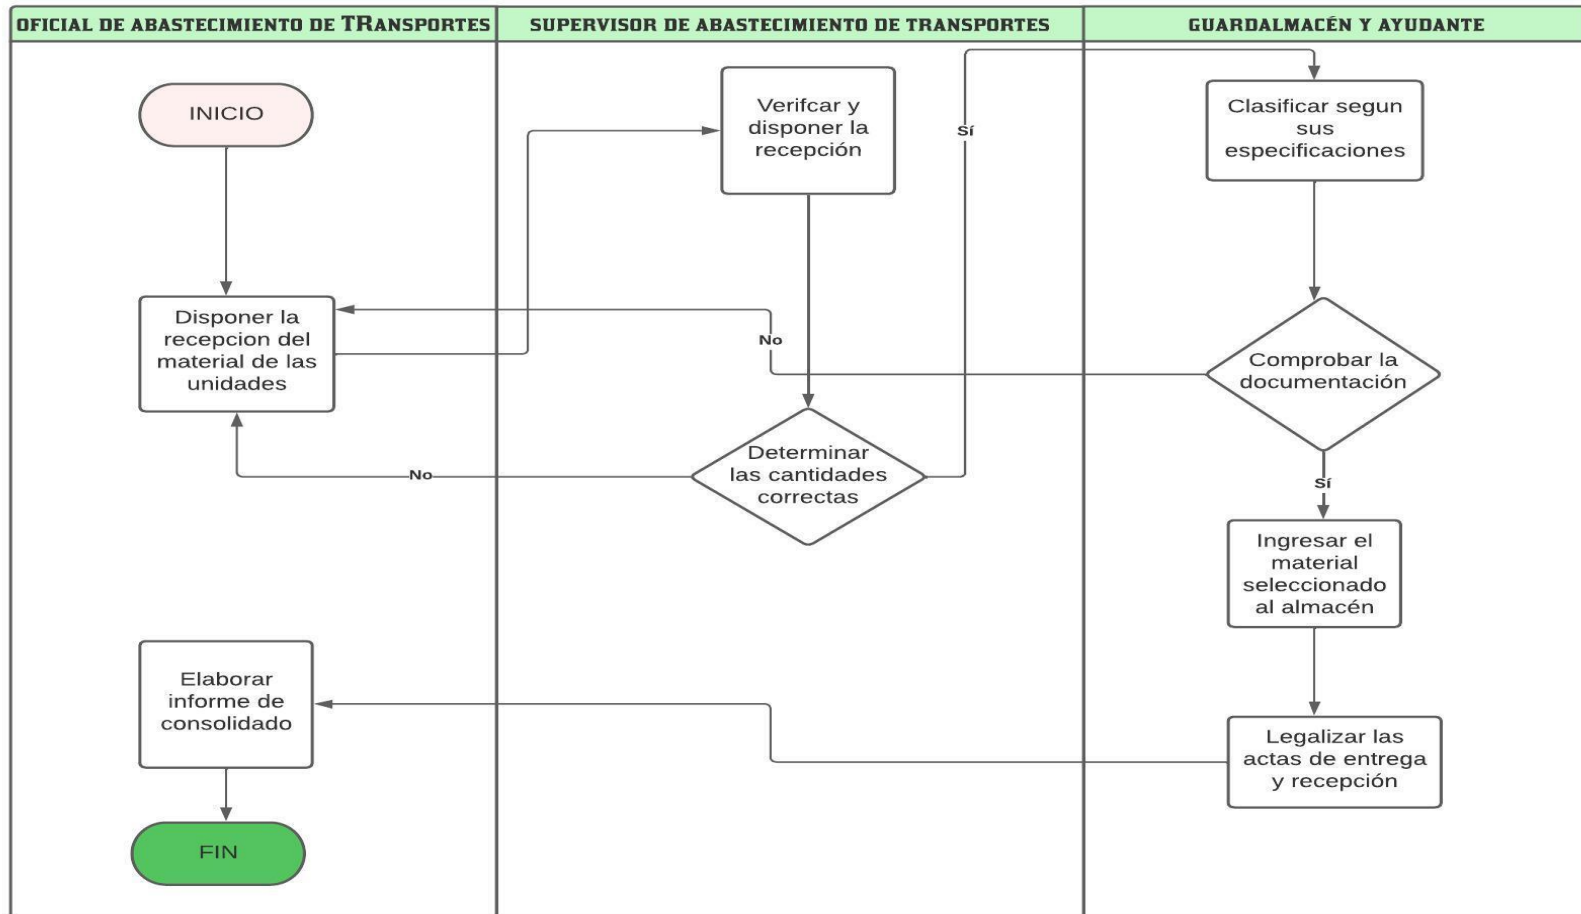 OFICIAL DE ABASTECIMIENTO DE TRANSPORTES
SUPERVISOR DE ABASTECIMIENTO DE TRANSPORTES
GUARDALMACÉN Y AYUDANTE
INICIO
Disponer la
recepcion del
material de las
unidades
Elaborar
informe de
consolidado
FIN
Verifcar y
disponer la
recepción
Determinar
las cantidades
correctas
No
No
Sí
Clasificar segun
sus
especificaciones
Comprobar la
documentación
Sí
Ingresar el
material
seleccionado
al almacén
Legalizar las
actas de entrega
y recepción